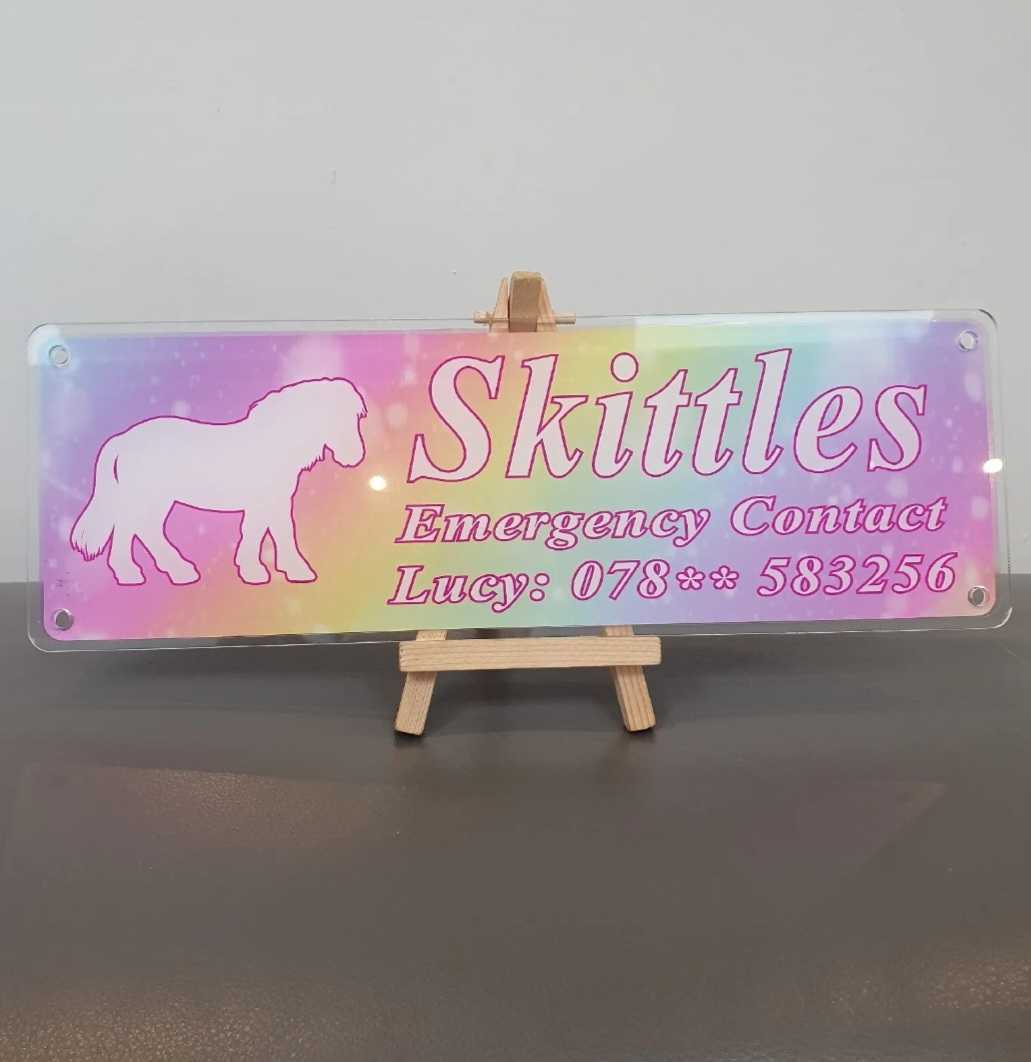 Skittles
Emergency Contact
Lucy: 078** 583256